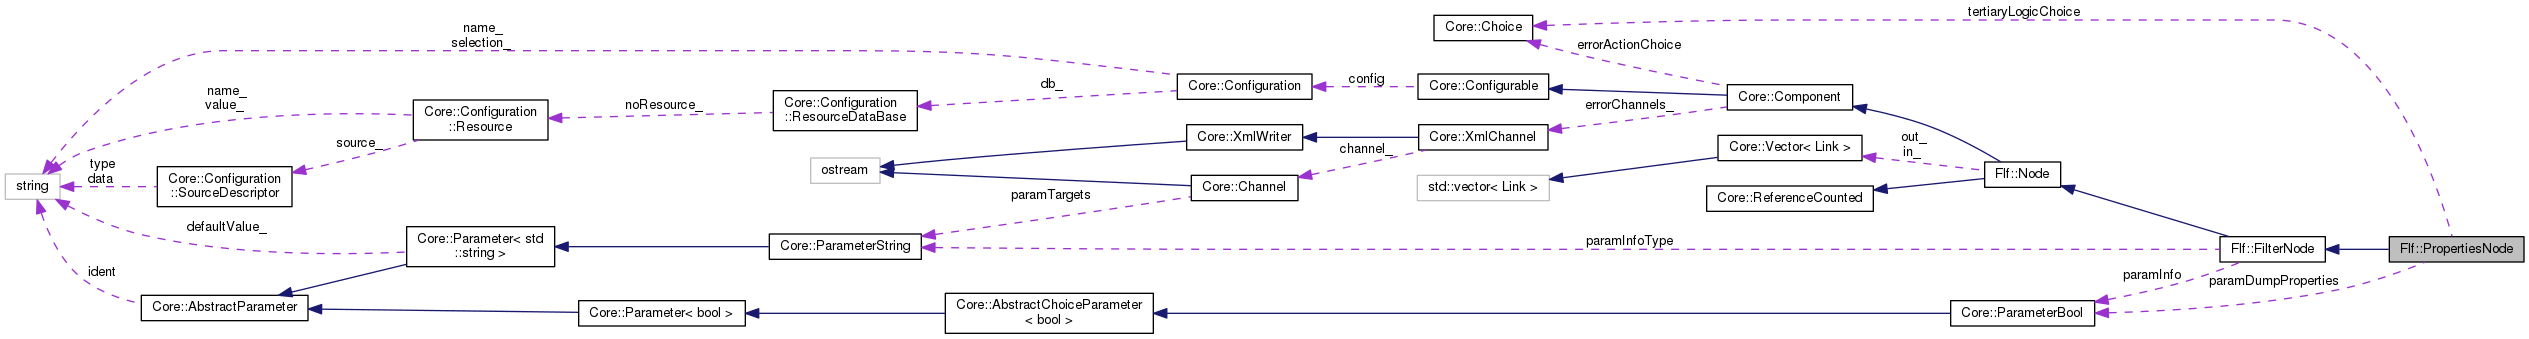 tertiaryLogicChoice
name_
selection_
Core::Choice
errorActionChoice
config
db_
name_
value_
noResource_
Core::Configuration
::Resource
Core::Configuration
::ResourceDataBase
Core::Configuration
Core::Configurable
Core::Component
errorChannels_
source_
type
data
string
Core::Configuration
::SourceDescriptor
ostream
Core::XmlWriter
Core::XmlChannel
channel_
Core::Channel
paramTargets
Core::Vector< Link >
std::vector< Link >
out_
in_
Flf::Node
Core::ReferenceCounted
defaultValue_
Core::Parameter< std
::string >
Core::ParameterString
paramInfoType
Flf::FilterNode
Flf::PropertiesNode
ident
paramInfo
paramDumpProperties
Core::AbstractParameter
Core::Parameter< bool >
Core::AbstractChoiceParameter
< bool >
Core::ParameterBool